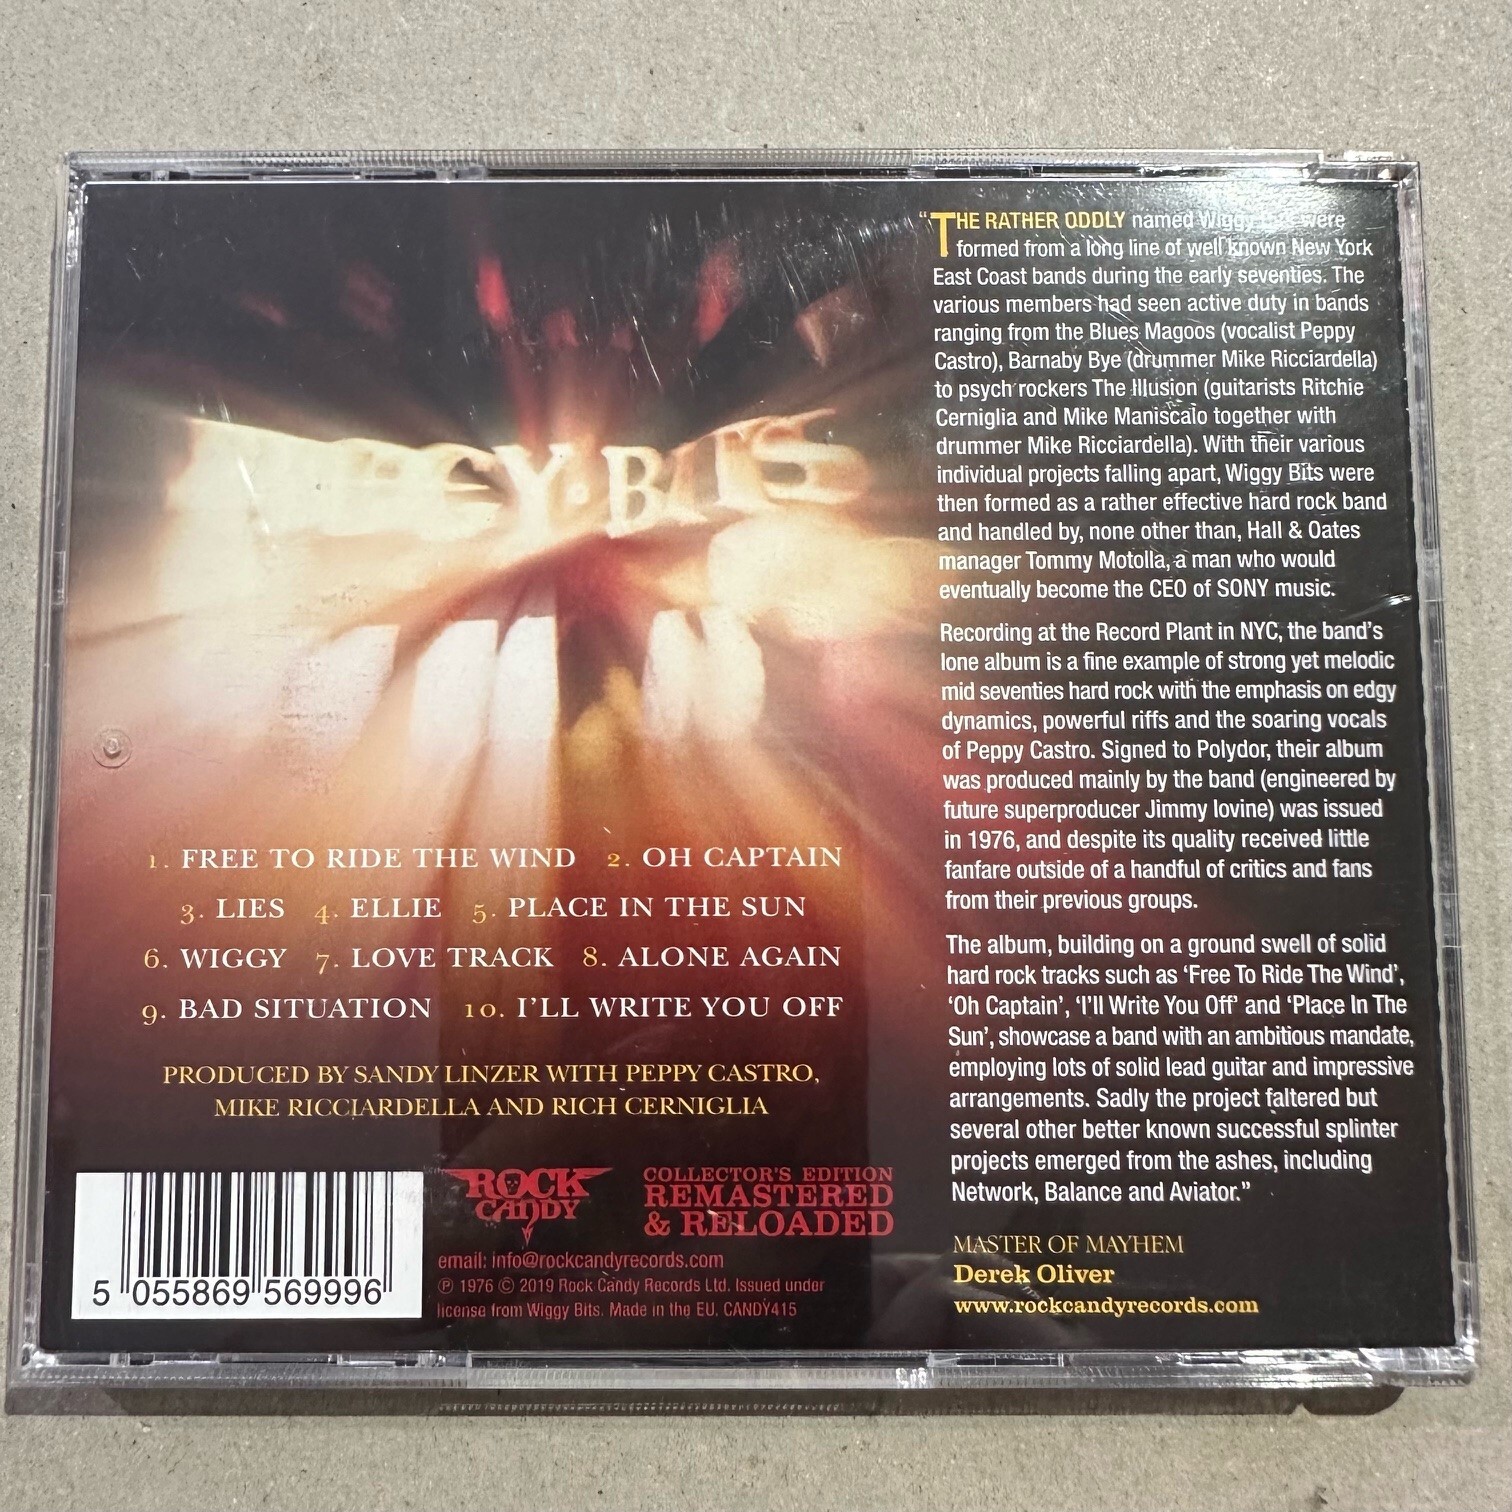 GY·BITS
1. FREE TO RIDE THE WIND 2. OH CAPTAIN
3. LIES 4. ELLIE 5. PLACE IN THE SUN
6. WIGGY 7. LOVE TRACK 8. ALONE AGAIN
9. BAD SITUATION 10. I'LL WRITE YOU OFF
PRODUCED BY SANDY LINZER WITH PEPPY CASTRO,
MIKE RICCIARDELLA AND RICH CERNIGLIA
5 055869 569996
ROCK
CANDY
COLLECTOR'S EDITION
REMASTERED
& RELOADED
email: info@rockcandyrecords.com
℗ 1976 © 2019 Rock Candy Records Ltd. Issued under
license from Wiggy Bits. Made in the EU. CANDY415
“THE RATHER ODDLY named Wiggy Bits were
formed from a long line of well known New York
East Coast bands during the early seventies. The
various members had seen active duty in bands
ranging from the Blues Magoos (vocalist Peppy
Castro), Barnaby Bye (drummer Mike Ricciardella)
to psych rockers The Illusion (guitarists Ritchie
Cerniglia and Mike Maniscalo together with
drummer Mike Ricciardella). With their various
individual projects falling apart, Wiggy Bits were
then formed as a rather effective hard rock band
and handled by, none other than, Hall & Oates
manager Tommy Motolla, a man who would
eventually become the CEO of SONY music.
Recording at the Record Plant in NYC, the band's
lone album is a fine example of strong yet melodic
mid seventies hard rock with the emphasis on edgy
dynamics, powerful riffs and the soaring vocals
of Peppy Castro. Signed to Polydor, their album
was produced mainly by the band (engineered by
future superproducer Jimmy Iovine) was issued
in 1976, and despite its quality received little
fanfare outside of a handful of critics and fans
from their previous groups.
The album, building on a ground swell of solid
hard rock tracks such as 'Free To Ride The Wind',
'Oh Captain', 'I'll Write You Off' and 'Place In The
Sun', showcase a band with an ambitious mandate,
employing lots of solid lead guitar and impressive
arrangements. Sadly the project faltered but
several other better known successful splinter
projects emerged from the ashes, including
Network, Balance and Aviator.”
MASTER OF MAYHEM
Derek Oliver
www.rockcandyrecords.com